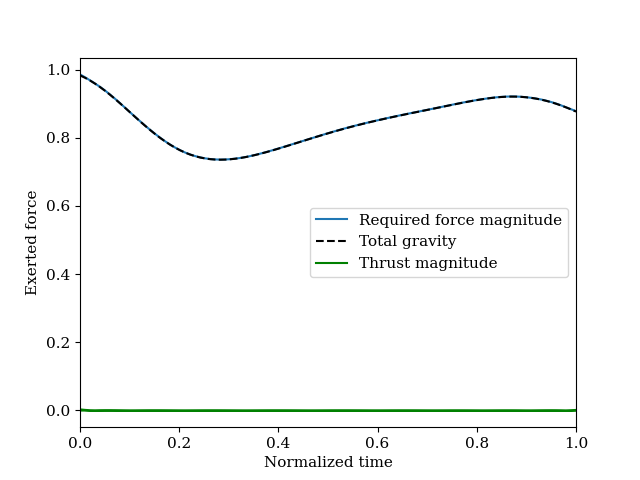 1.0
0.8
0.6
0.4
0.2
0.0
Exerted force
Required force magnitude
Total gravity
Thrust magnitude
0.0 0.2 0.4 0.6 0.8 1.0
Normalized time